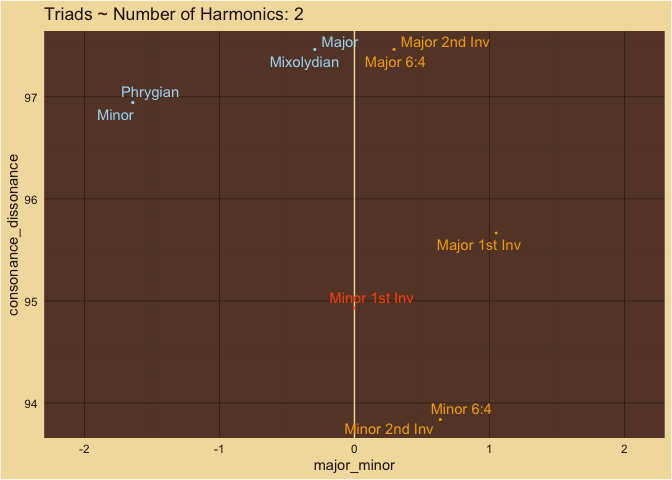 Triads ~ Number of Harmonics: 2
Major
Major 2nd Inv
Mixolydian
Major 6:4
Phrygian
Minor
Major 1st Inv
Minor 1st Inv
Minor 6:4
Minor 2nd Inv
97
96
95
94
consonance_dissonance
-2
-1
0
1
2
major_minor